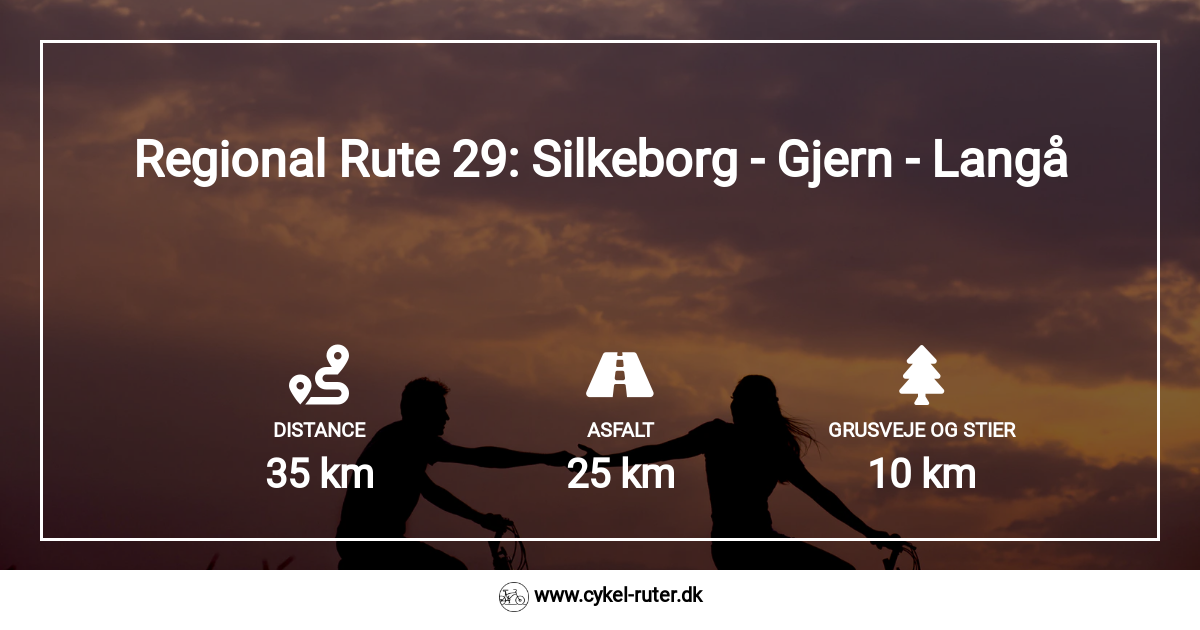 Regional Rute 29: Silkeborg - Gjern - Langå
DISTANCE
35 km
ASFALT
25 km
GRUSVEJE OG STIER
10 km
www.cykel-ruter.dk